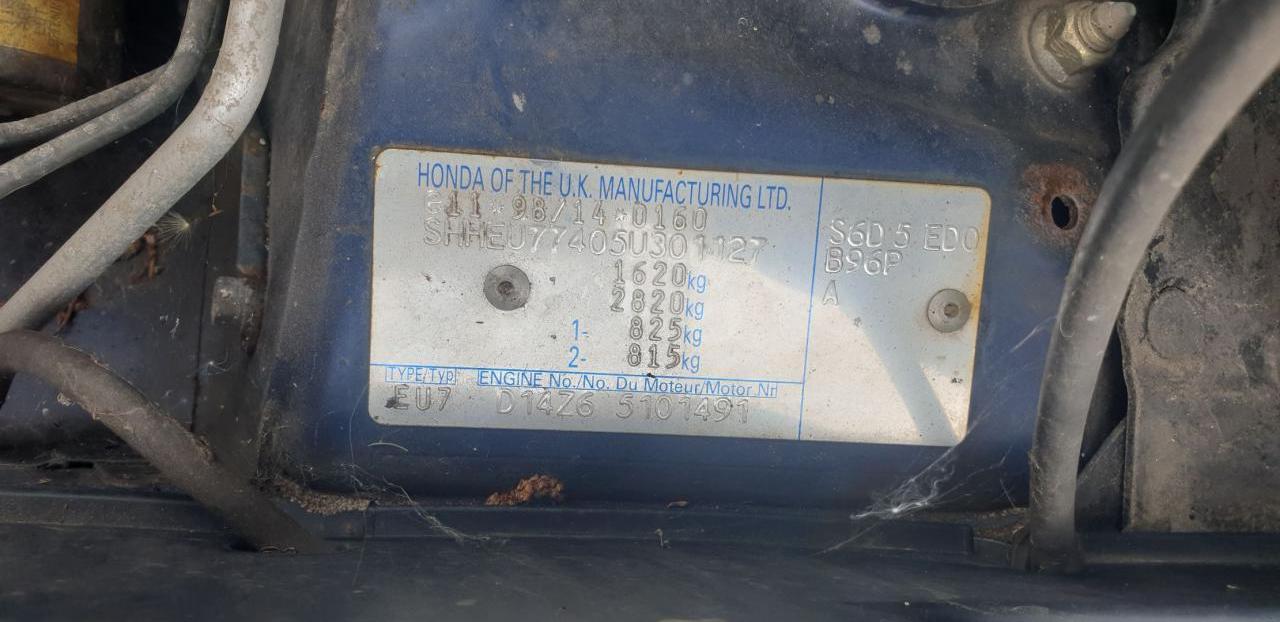 HONDA OF THE U.K. MANUFACTURING LTD.
E11*98/14*0160
SHHEU77405U301127
1620kg
2820kg
1- 825kg
2- 815kg
TYPE/Typ ENGINE No./No. Du Moteur/Motor Nr
EU7 D14Z6 5101491
S6D 5 ED0
B96P
A